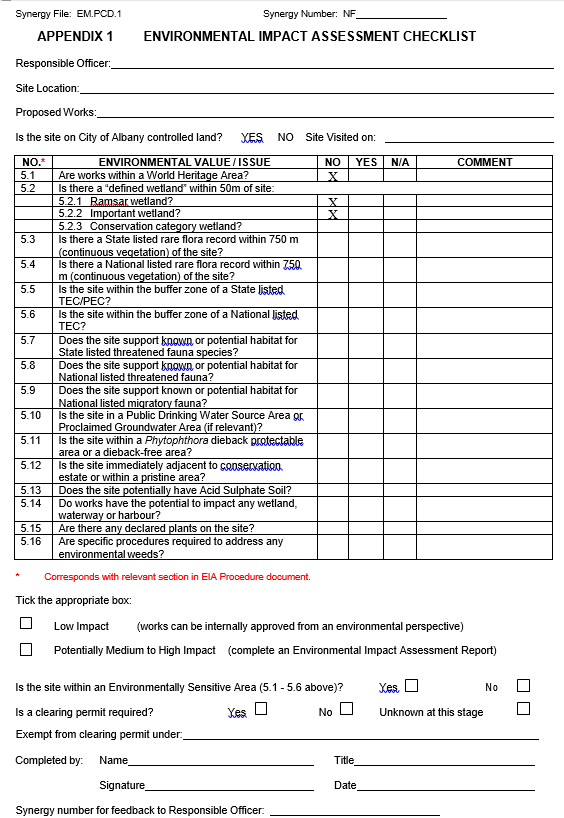 Synergy File: EM.PCD.1 Synergy Number: NF
APPENDIX 1 ENVIRONMENTAL IMPACT ASSESSMENT CHECKLIST
Responsible Officer:
Site Location:
Proposed Works:
Is the site on City of Albany controlled land? YES NO Site Visited on:
NO.* ENVIRONMENTAL VALUE / ISSUE NO YES N/A COMMENT
5.1 Are works within a World Heritage Area? X
5.2 Is there a "defined wetland" within 50m of site:
5.2.1 Ramsar wetland? X
5.2.2 Important wetland? X
5.2.3 Conservation category wetland?
5.3 Is there a State listed rare flora record within 750 m
(continuous vegetation) of the site?
5.4 Is there a National listed rare flora record within 750
m (continuous vegetation) of the site?
5.5 Is the site within the buffer zone of a State listed
TEC/PEC?
5.6 Is the site within the buffer zone of a National listed
TEC?
5.7 Does the site support known or potential habitat for
State listed threatened fauna species?
5.8 Does the site support known or potential habitat for
National listed threatened fauna?
5.9 Does the site support known or potential habitat for
National listed migratory fauna?
5.10 Is the site in a Public Drinking Water Source Area or
Proclaimed Groundwater Area (if relevant)?
5.11 Is the site within a Phytophthora dieback protectable
area or a dieback-free area?
5.12 Is the site immediately adjacent to conservation
estate or within a pristine area?
5.13 Does the site potentially have Acid Sulphate Soil?
5.14 Do works have the potential to impact any wetland,
waterway or harbour?
5.15 Are there any declared plants on the site?
5.16 Are specific procedures required to address any
environmental weeds?
* Corresponds with relevant section in EIA Procedure document.
Tick the appropriate box:
Low Impact (works can be internally approved from an environmental perspective)
Potentially Medium to High Impact (complete an Environmental Impact Assessment Report)
Is the site within an Environmentally Sensitive Area (5.1 - 5.6 above)? Yes No
Is a clearing permit required? Yes No Unknown at this stage
Exempt from clearing permit under:
Completed by: Name Title
Signature Date
Synergy number for feedback to Responsible Officer: